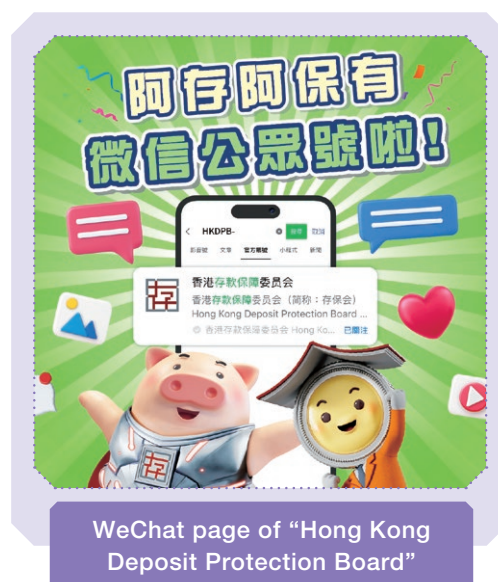 阿存阿保有
微信公眾號啦！
HKDPB-
搜尋 取消
文章 官方帳號 小程式 新聞
香港存款保障委员会
香港存款保障委员会（简称：存保会）
Hong Kong Deposit Protection Board ...
香港存款保障委员会 Hong Ko... 已關注
存
WeChat page of “Hong Kong
Deposit Protection Board”